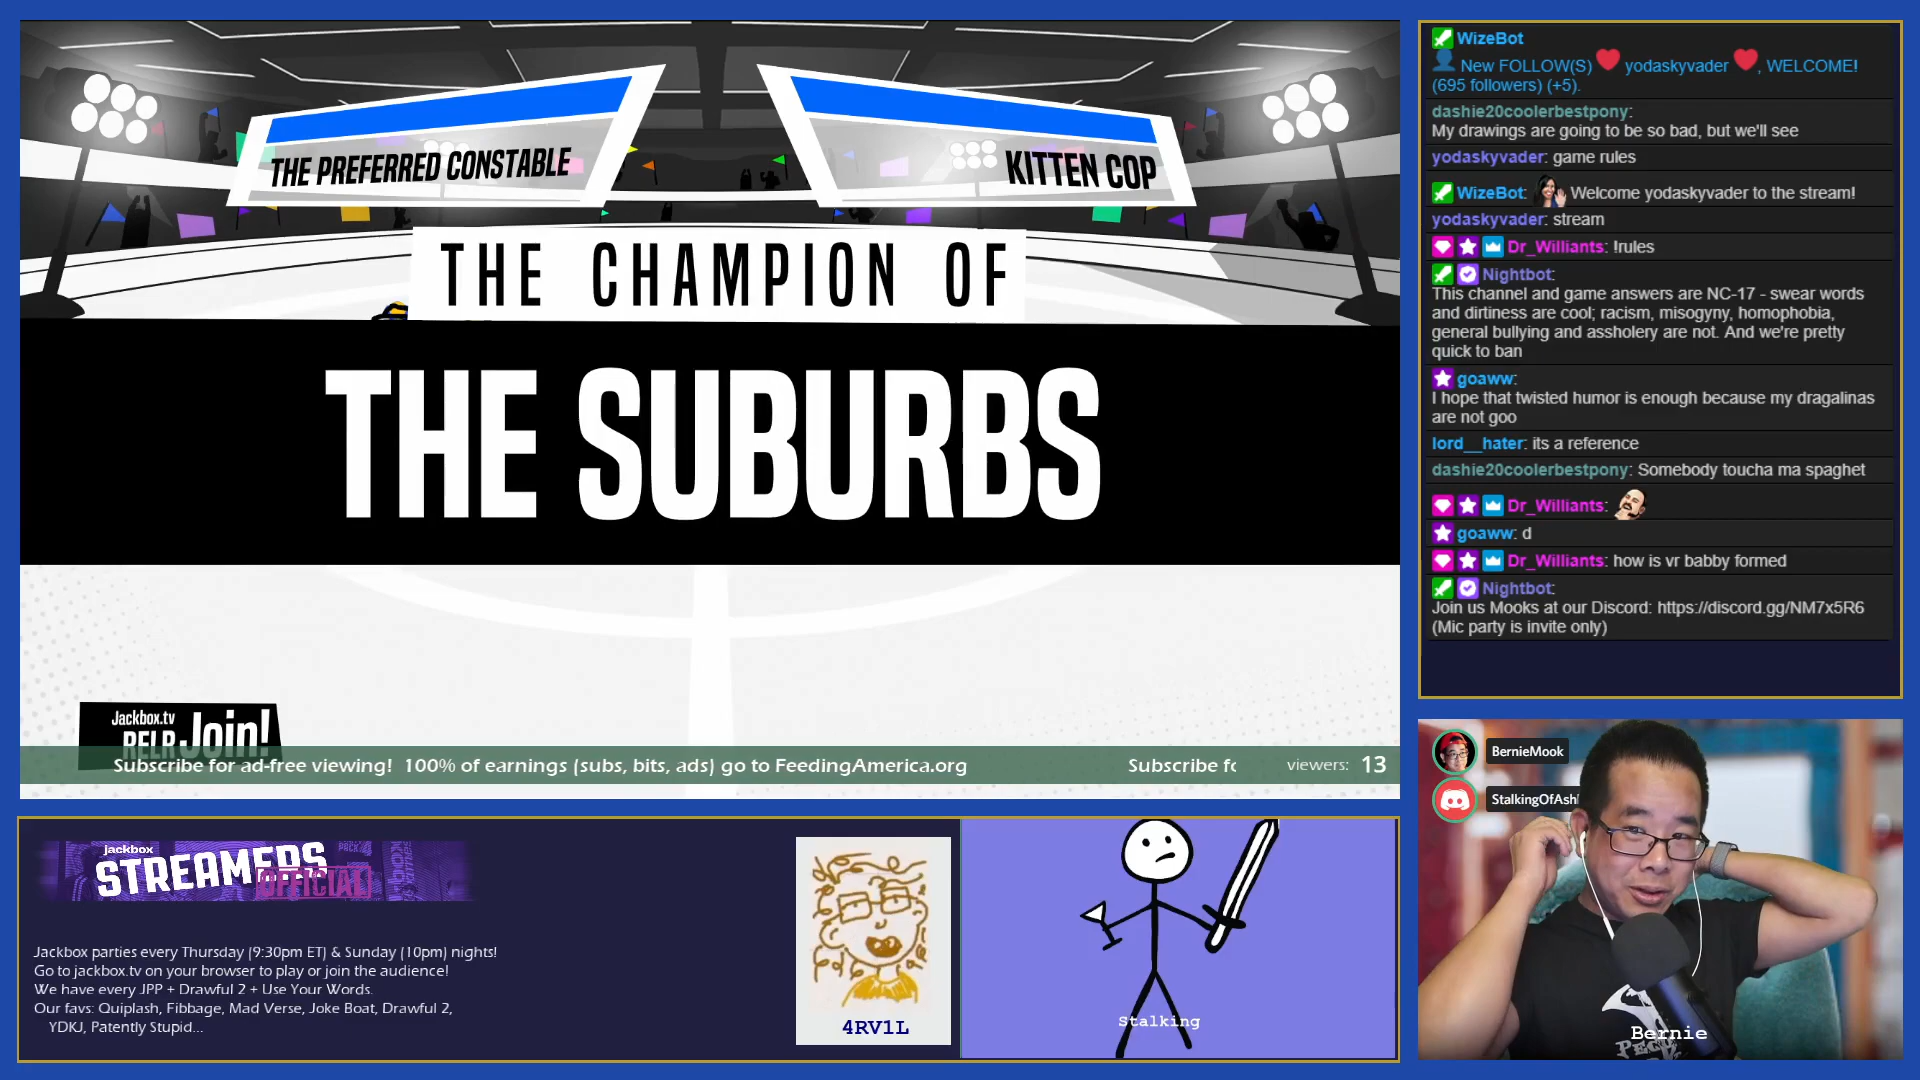 THE PREFERRED CONSTABLE
KITTEN COP
THE CHAMPION OF
THE SUBURBS
Jackbox.tv
RELR
Join!
Subscribe for ad-free viewing! 100% of earnings (subs, bits, ads) go to FeedingAmerica.org
Subscribe fo
viewers: 13
WizeBot
New FOLLOW(S) yodaskyvader , WELCOME!
(695 followers) (+5).
dashie20coolerbestpony:
My drawings are going to be so bad, but we'll see
yodaskyvader: game rules
WizeBot: Welcome yodaskyvader to the stream!
yodaskyvader: stream
Dr_Williants: !rules
Nightbot:
This channel and game answers are NC-17 - swear words
and dirtiness are cool; racism, misogyny, homophobia,
general bullying and assholery are not. And we're pretty
quick to ban
goaww:
I hope that twisted humor is enough because my dragalinas
are not goo
lord__hater: its a reference
dashie20coolerbestpony: Somebody toucha ma spaghet
Dr_Williants:
goaww: d
Dr_Williants: how is vr babby formed
Nightbot:
Join us Mooks at our Discord: https://discord.gg/NM7x5R6
(Mic party is invite only)
jackbox
STREAMERS
OFFICIAL
Jackbox parties every Thursday (9:30pm ET) & Sunday (10pm) nights!
Go to jackbox.tv on your browser to play or join the audience!
We have every JPP + Drawful 2 + Use Your Words.
Our favs: Quiplash, Fibbage, Mad Verse, Joke Boat, Drawful 2,
YDKJ, Patently Stupid...
4RV1L
Stalking
BernieMook
StalkingOfAsh
Bernie